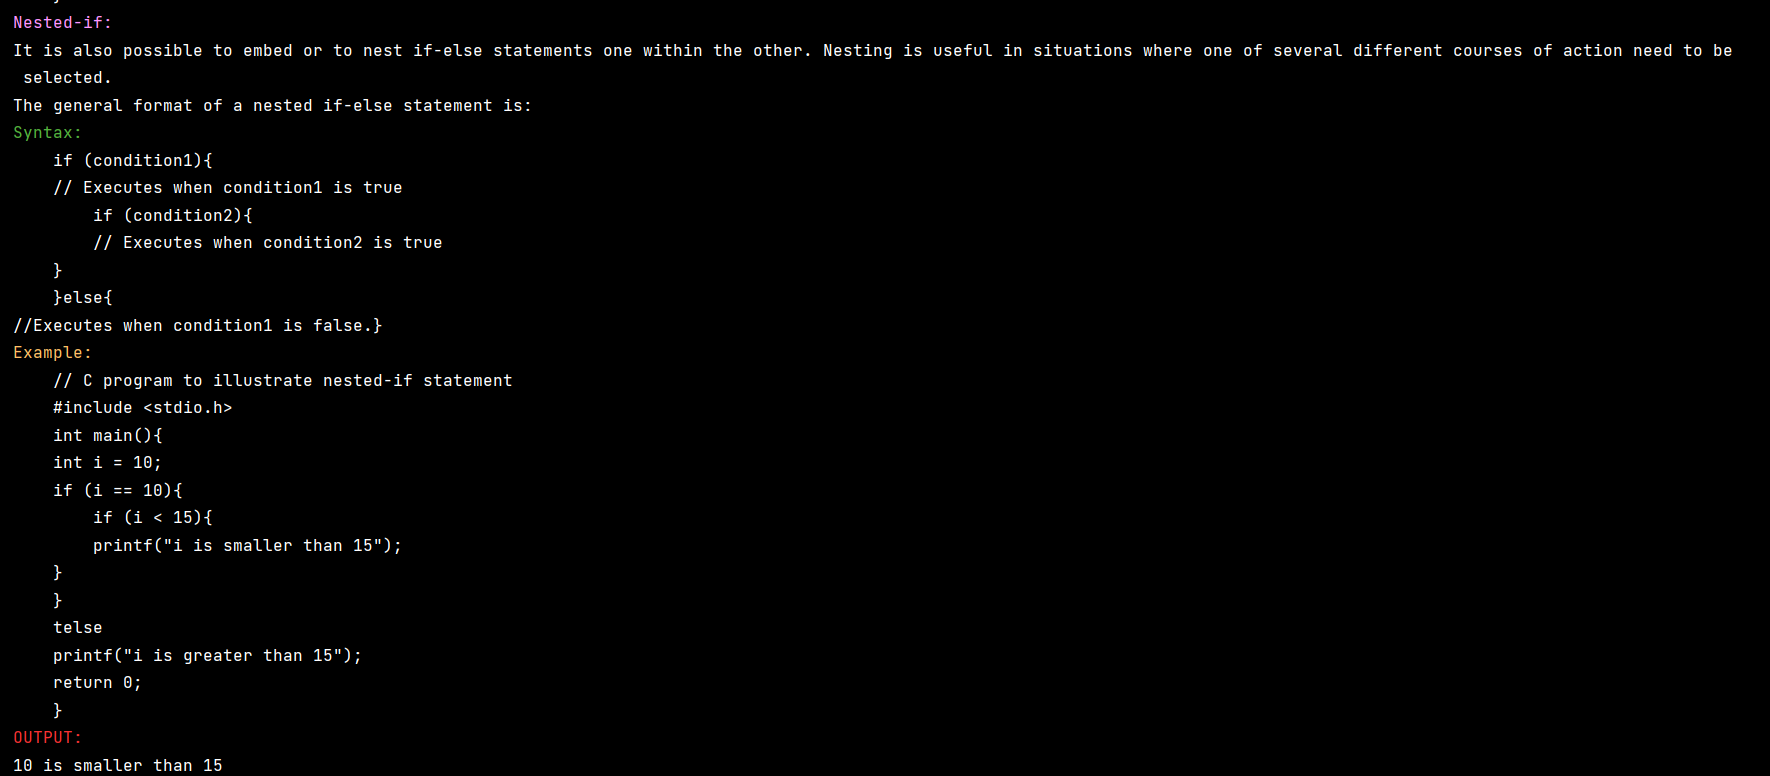 Nested-if:
It is also possible to embed or to nest if-else statements one within the other. Nesting is useful in situations where one of several different courses of action need to be
 selected.
The general format of a nested if-else statement is:
Syntax:
    if (condition1){
    // Executes when condition1 is true
        if (condition2){
        // Executes when condition2 is true
    }
    }else{
//Executes when condition1 is false.}
Example:
    // C program to illustrate nested-if statement
    #include <stdio.h>
    int main(){
    int i = 10;
    if (i == 10){
        if (i < 15){
        printf("i is smaller than 15");
    }
    }
    telse
    printf("i is greater than 15");
    return 0;
    }
OUTPUT:
10 is smaller than 15